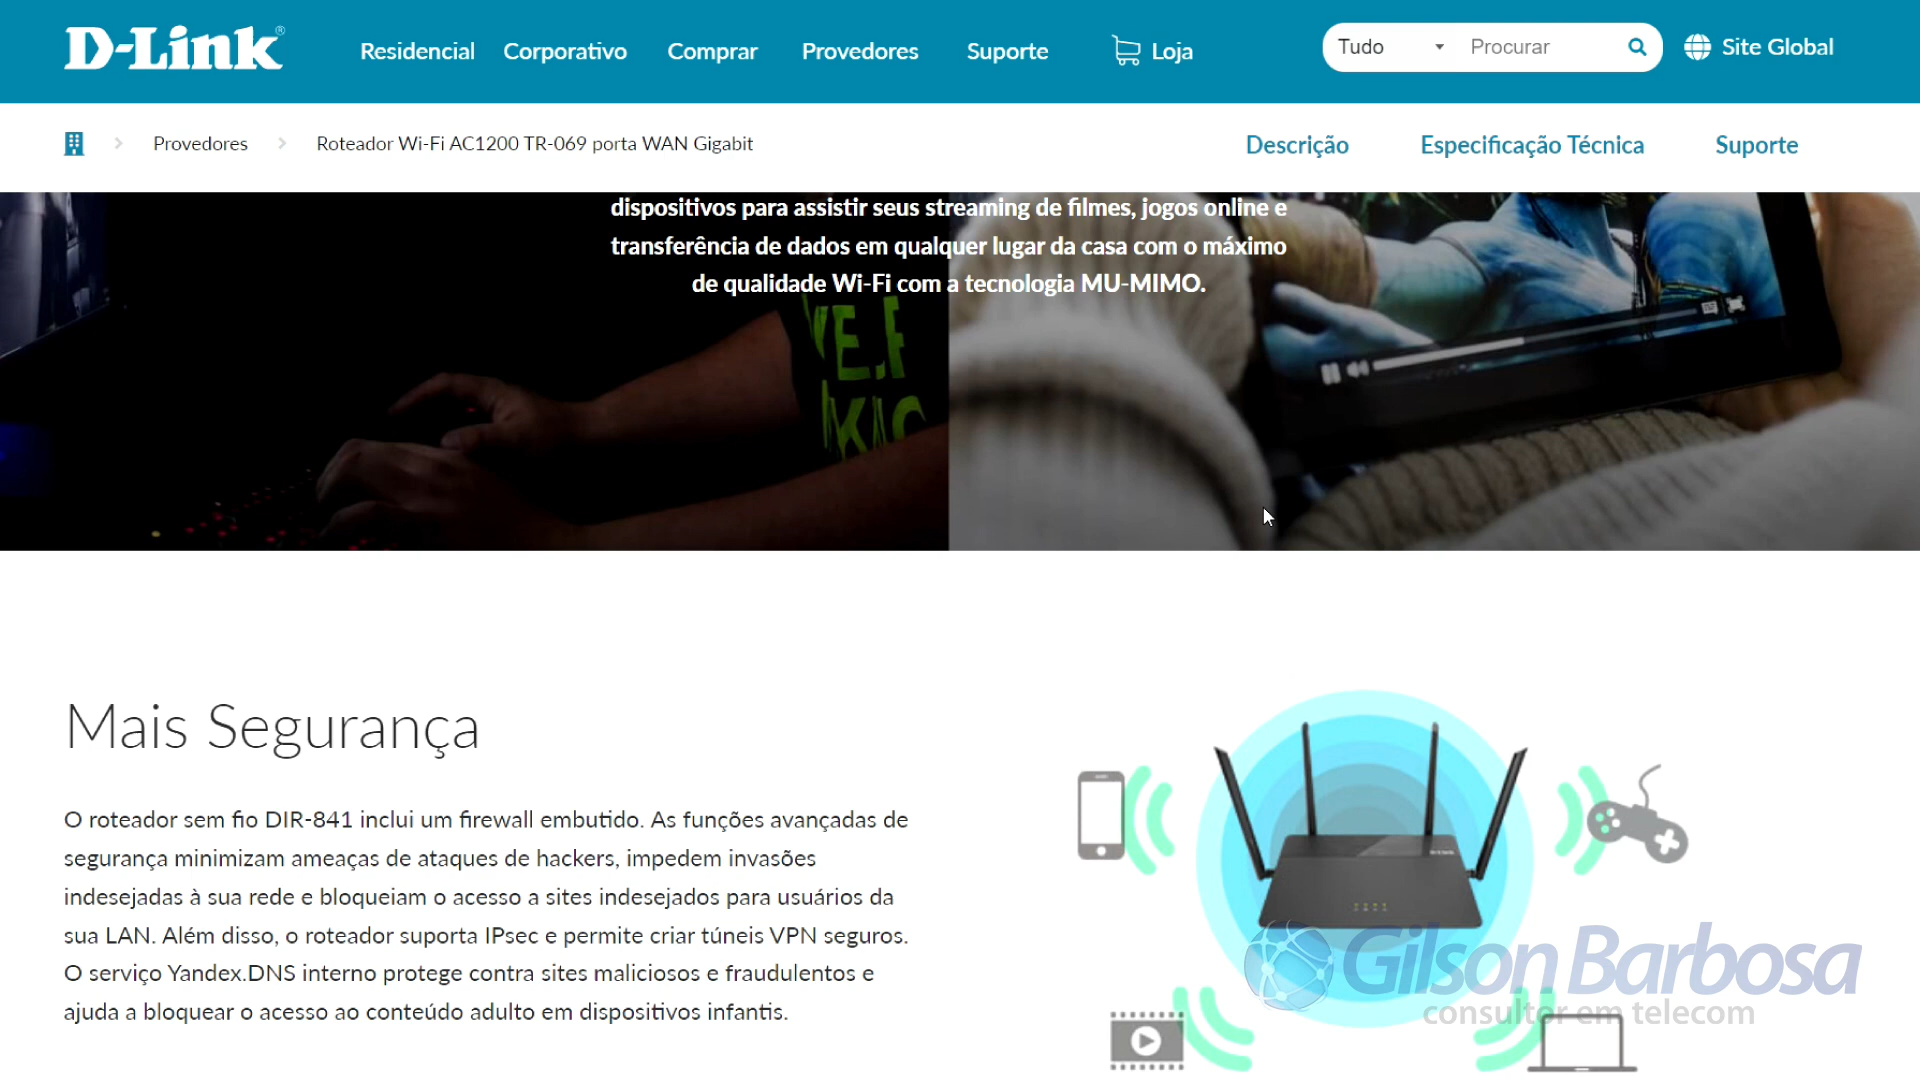 D-Link®
Residencial Corporativo Comprar Provedores Suporte Loja
Tudo Procurar Site Global
Provedores Roteador Wi-Fi AC1200 TR-069 porta WAN Gigabit
Descrição Especificação Técnica Suporte
dispositivos para assistir seus streaming de filmes, jogos online e
transferência de dados em qualquer lugar da casa com o máximo
de qualidade Wi-Fi com a tecnologia MU-MIMO.
Mais Segurança
O roteador sem fio DIR-841 inclui um firewall embutido. As funções avançadas de
segurança minimizam ameaças de ataques de hackers, impedem invasões
indesejadas à sua rede e bloqueiam o acesso a sites indesejados para usuários da
sua LAN. Além disso, o roteador suporta IPsec e permite criar túneis VPN seguros.
O serviço Yandex.DNS interno protege contra sites maliciosos e fraudulentos e
ajuda a bloquear o acesso ao conteúdo adulto em dispositivos infantis.
Gilson Barbosa
consultor em telecom